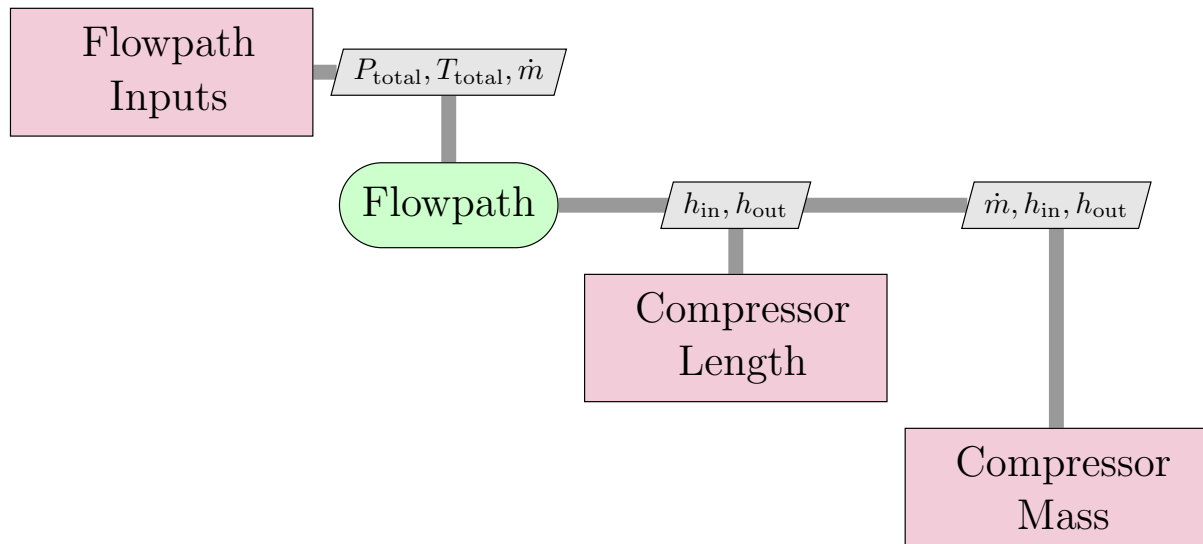 Flowpath
Inputs
P_total, T_total, ṁ
Flowpath
h_in, h_out
ṁ, h_in, h_out
Compressor
Length
Compressor
Mass